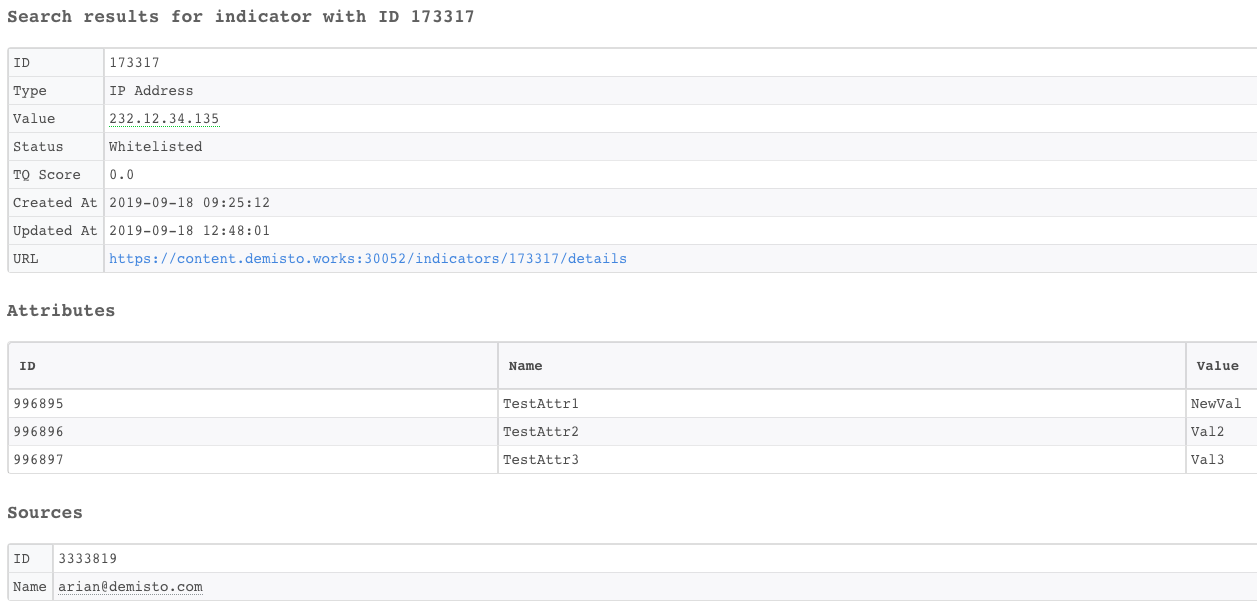 Search results for indicator with ID 173317
ID 173317
Type IP Address
Value 232.12.34.135
Status Whitelisted
TQ Score 0.0
Created At 2019-09-18 09:25:12
Updated At 2019-09-18 12:48:01
URL https://content.demisto.works:30052/indicators/173317/details
Attributes
ID Name Value
996895 TestAttr1 NewVal
996896 TestAttr2 Val2
996897 TestAttr3 Val3
Sources
ID 3333819
Name arian@demisto.com